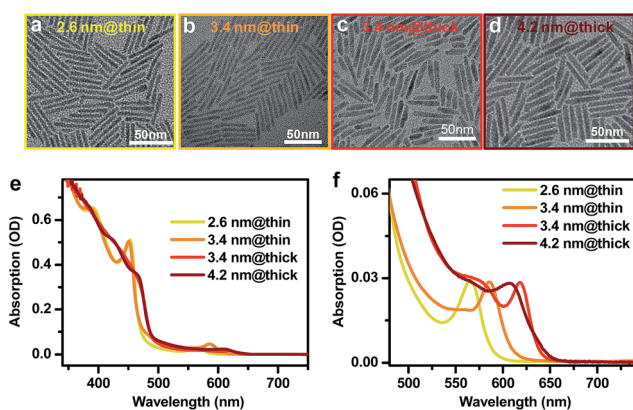 a 2.6 nm@thin
b 3.4 nm@thin
c 3.4 nm@thick
d 4.2 nm@thick
50nm
50nm
50nm
50nm
e
0.6
0.4
0.2
0.0
Absorption (OD)
2.6 nm@thin
3.4 nm@thin
3.4 nm@thick
4.2 nm@thick
400 500 600 700
Wavelength (nm)
f
0.06
0.03
0.00
Absorption (OD)
2.6 nm@thin
3.4 nm@thin
3.4 nm@thick
4.2 nm@thick
500 550 600 650 700
Wavelength (nm)